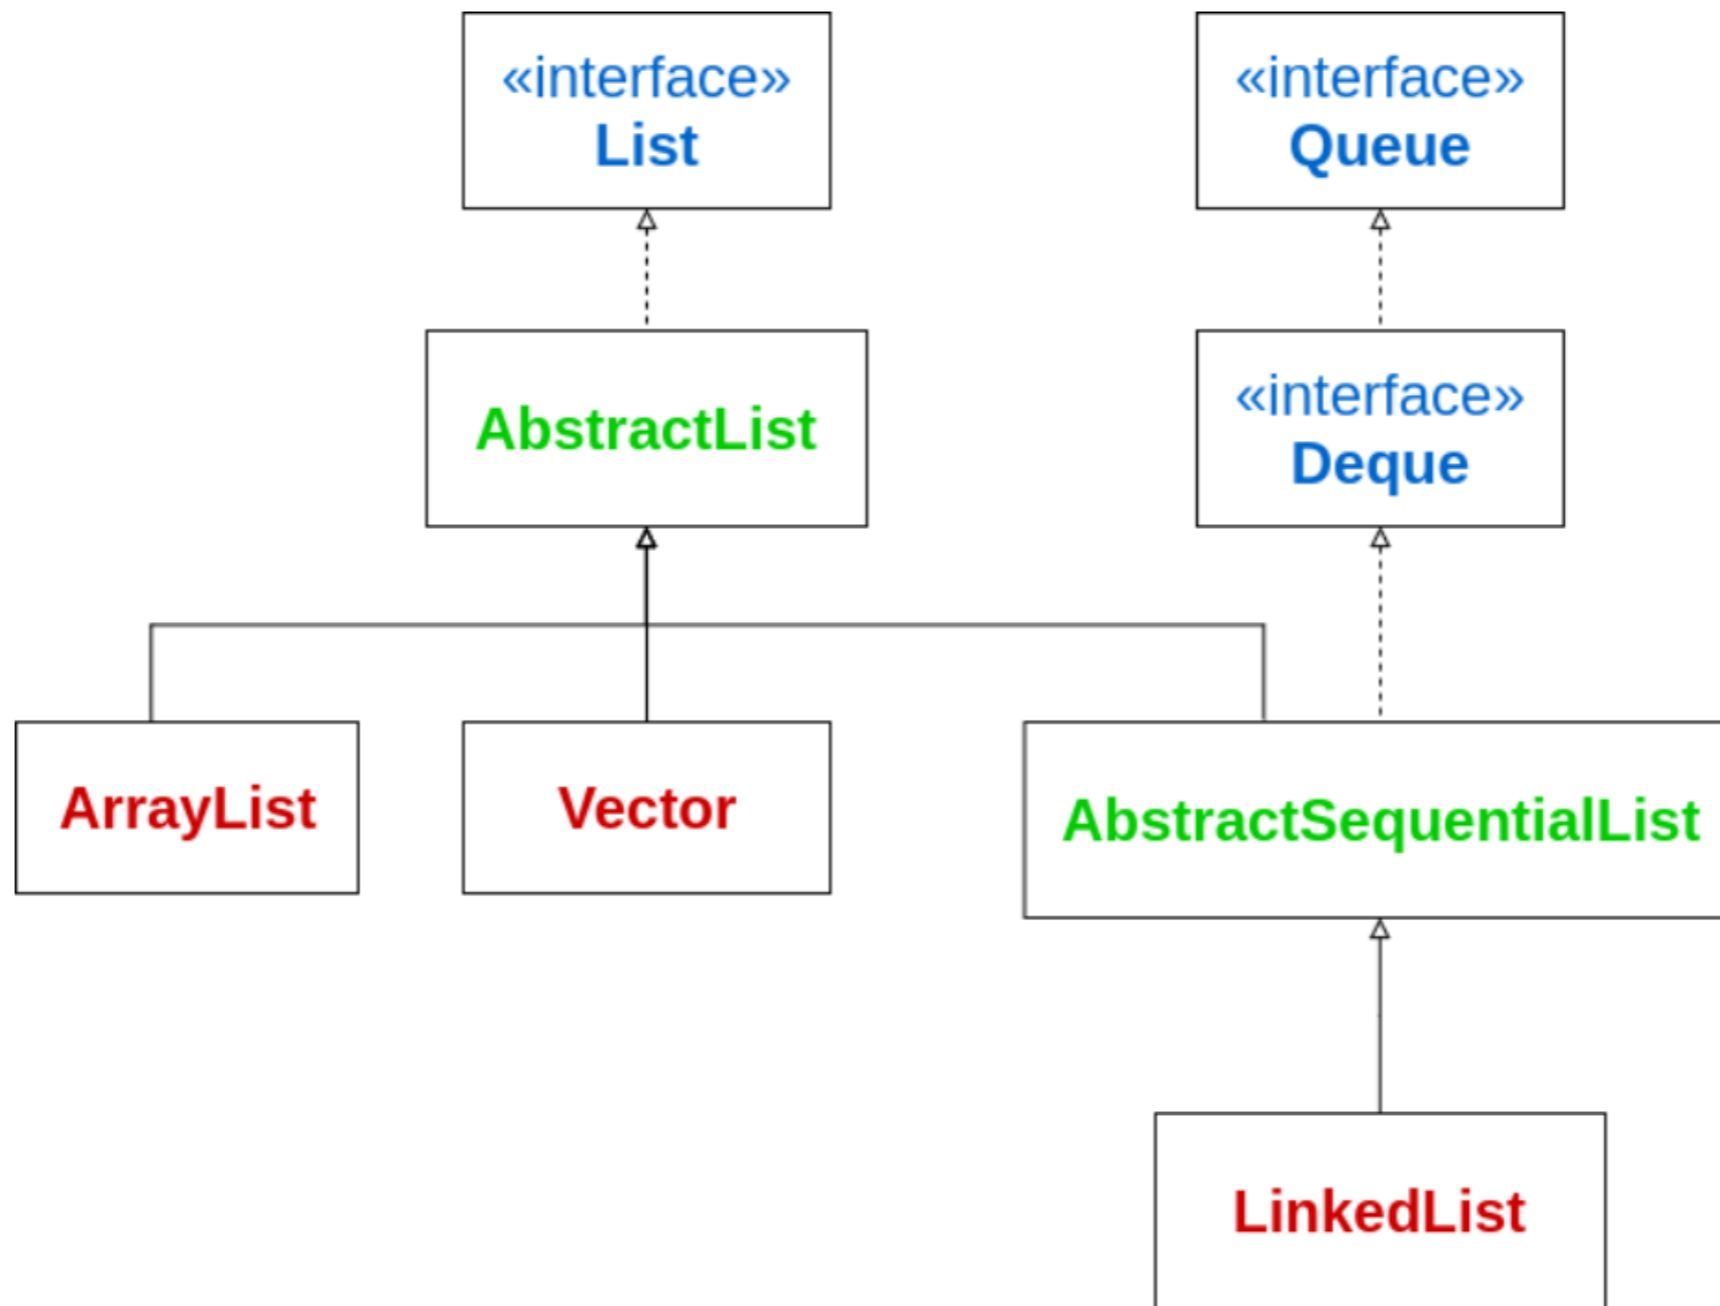 «interface»
List
«interface»
Queue
AbstractList
«interface»
Deque
ArrayList
Vector
AbstractSequentialList
LinkedList